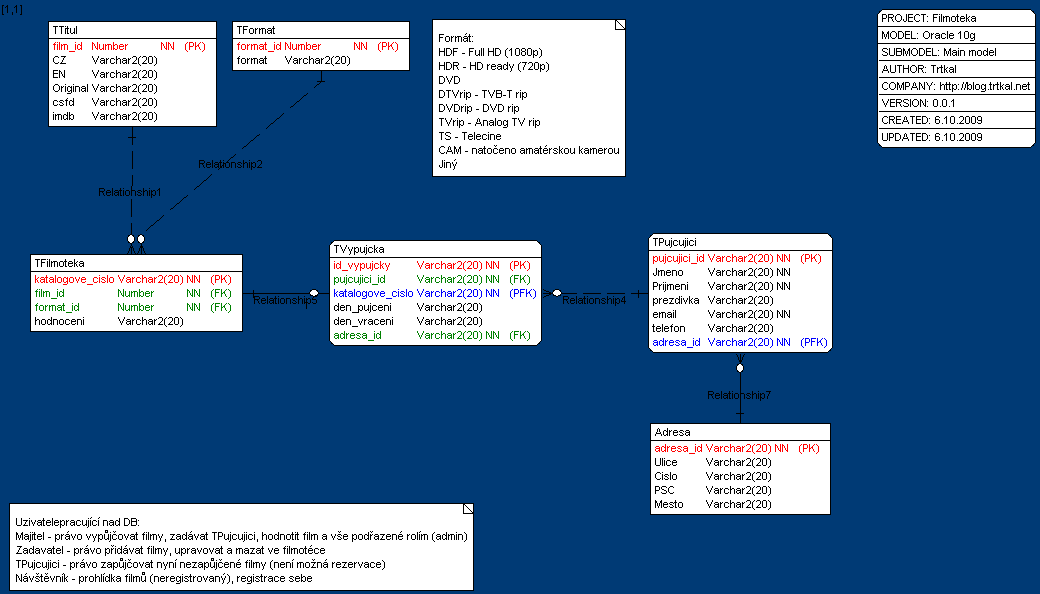 [1,1]
TTitul
film_id Number NN (PK)
CZ Varchar2(20)
EN Varchar2(20)
Original Varchar2(20)
csfd Varchar2(20)
imdb Varchar2(20)
TFormat
format_id Number NN (PK)
format Varchar2(20)
Formát:
HDF - Full HD (1080p)
HDR - HD ready (720p)
DVD
DTVrip - TVB-T rip
DVDrip - DVD rip
TVrip - Analog TV rip
TS - Telecine
CAM - natočeno amatérskou kamerou
Jiný
PROJECT: Filmoteka
MODEL: Oracle 10g
SUBMODEL: Main model
AUTHOR: Trtkal
COMPANY: http://blog.trtkal.net
VERSION: 0.0.1
CREATED: 6.10.2009
UPDATED: 6.10.2009
Relationship2
Relationship1
TFilmoteka
katalogove_cislo Varchar2(20) NN (PK)
film_id Number NN (FK)
format_id Number NN (FK)
hodnoceni Varchar2(20)
Relationship5
TVypujcka
id_vypujcky Varchar2(20) NN (PK)
pujcujici_id Varchar2(20) NN (FK)
katalogove_cislo Varchar2(20) NN (PFK)
den_pujceni Varchar2(20)
den_vraceni Varchar2(20)
adresa_id Varchar2(20) NN (FK)
Relationship4
TPujcujici
pujcujici_id Varchar2(20) NN (PK)
Jmeno Varchar2(20) NN
Prijmeni Varchar2(20) NN
prezdivka Varchar2(20)
email Varchar2(20) NN
telefon Varchar2(20)
adresa_id Varchar2(20) NN (PFK)
Relationship7
Adresa
adresa_id Varchar2(20) NN (PK)
Ulice Varchar2(20)
Cislo Varchar2(20)
PSC Varchar2(20)
Mesto Varchar2(20)
Uzivatelepracující nad DB:
Majitel - právo vypůjčovat filmy, zadávat TPujcujici, hodnotit film a vše podřazené rolím (admin)
Zadavatel - právo přidávat filmy, upravovat a mazat ve filmotéce
TPujcujici - právo zapůjčovat nyní nezapůjčené filmy (není možná rezervace)
Návštěvník - prohlídka filmů (neregistrovaný), registrace sebe